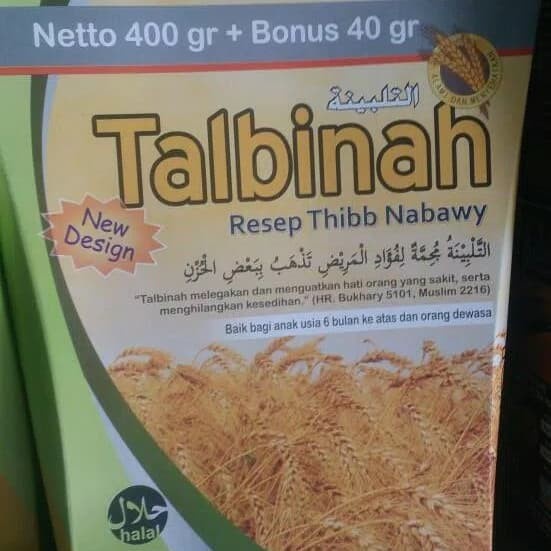 Netto 400 gr + Bonus 40 gr
التلبينة
Talbinah
Resep Thibb Nabawy
New
Design
التَّلْبِيْنَةُ مُجِمَّةٌ لِفُؤَادِ الْمَرِيْضِ تَذْهَبُ بِبَعْضِ الْحُزْنِ
"Talbinah melegakan dan menguatkan hati orang yang sakit, serta
menghilangkan kesedihan." (HR. Bukhary 5101, Muslim 2216)
Baik bagi anak usia 6 bulan ke atas dan orang dewasa
حلال
halal